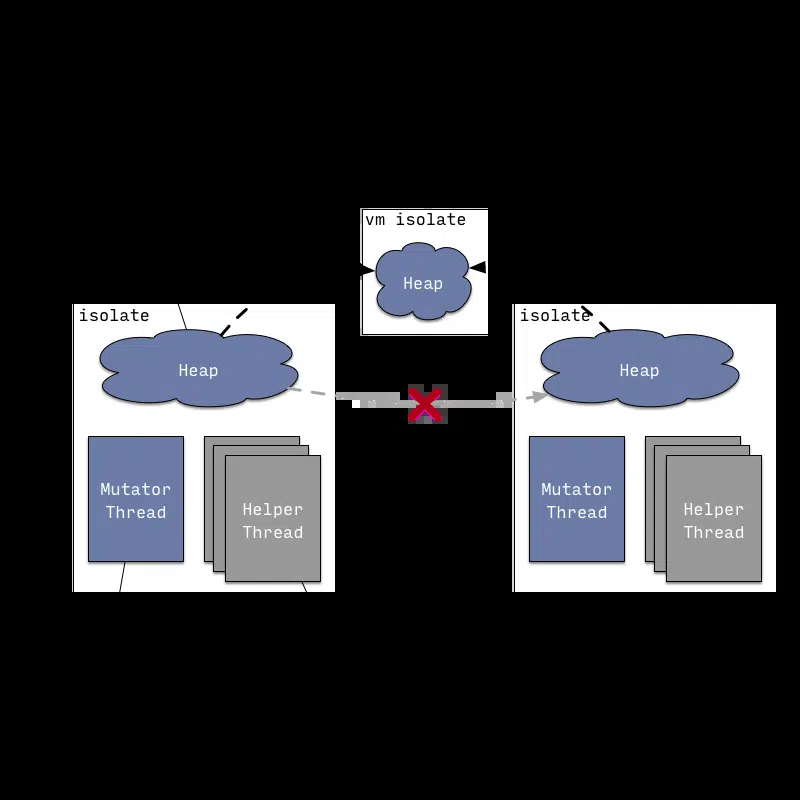 vm isolate
Heap
isolate
Heap
Mutator
Thread
Helper
Thread
isolate
Heap
Mutator
Thread
Helper
Thread